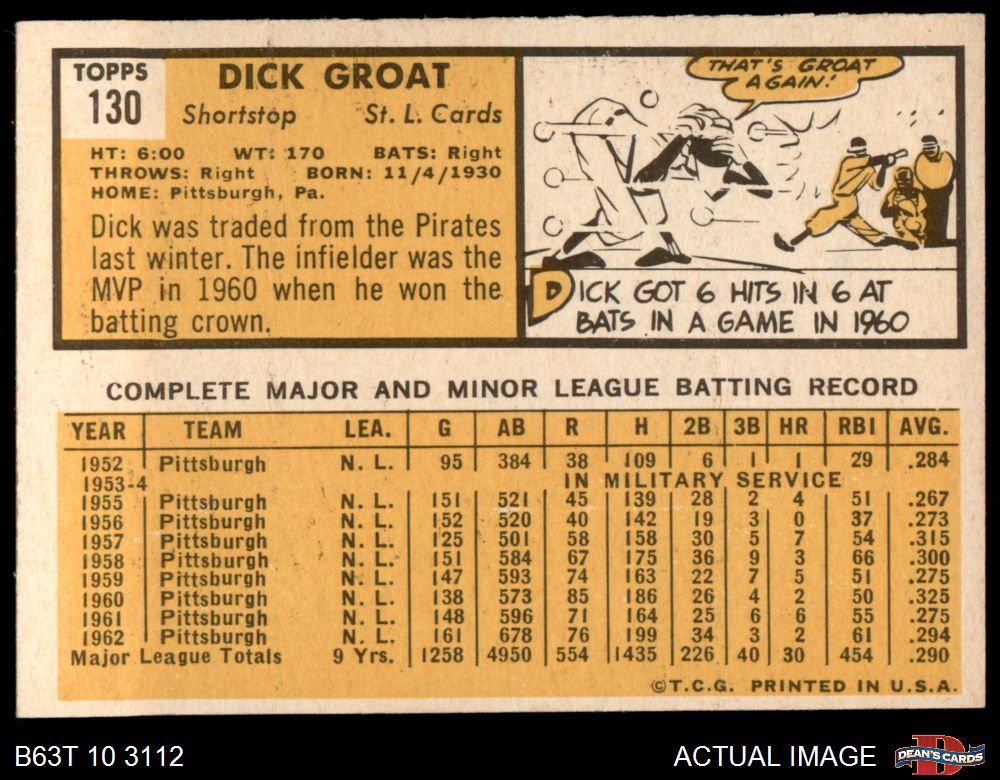 TOPPS
130
DICK GROAT
Shortstop St. L. Cards
HT: 6:00 WT: 170 BATS: Right
THROWS: Right BORN: 11/4/1930
HOME: Pittsburgh, Pa.
Dick was traded from the Pirates
last winter. The infielder was the
MVP in 1960 when he won the
batting crown.
THAT'S GROAT
AGAIN!
DICK GOT 6 HITS IN 6 AT
BATS IN A GAME IN 1960
COMPLETE MAJOR AND MINOR LEAGUE BATTING RECORD
YEAR TEAM LEA. G AB R H 2B 3B HR RBI AVG.
1952 Pittsburgh N. L. 95 384 38 109 6 1 1 29 .284
1953-4 IN MILITARY SERVICE
1955 Pittsburgh N. L. 151 521 45 139 28 2 4 51 .267
1956 Pittsburgh N. L. 152 520 40 142 19 3 0 37 .273
1957 Pittsburgh N. L. 125 501 58 158 30 5 7 54 .315
1958 Pittsburgh N. L. 151 584 67 175 36 9 3 66 .300
1959 Pittsburgh N. L. 147 593 74 163 22 7 5 51 .275
1960 Pittsburgh N. L. 138 573 85 186 26 4 2 50 .325
1961 Pittsburgh N. L. 148 596 71 164 25 6 6 55 .275
1962 Pittsburgh N. L. 161 678 76 199 34 3 2 61 .294
Major League Totals 9 Yrs. 1258 4950 554 1435 226 40 30 454 .290
©T.C.G. PRINTED IN U.S.A.
B63T 10 3112 ACTUAL IMAGE DEAN'S CARDS